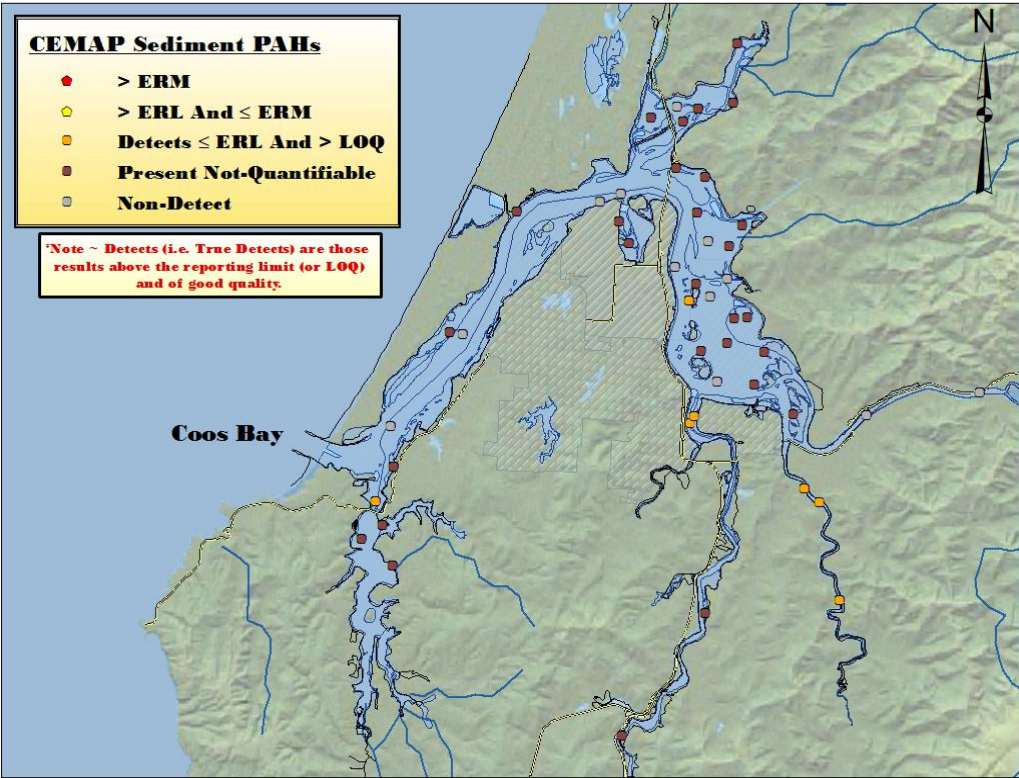 CEMAP Sediment PAHs
> ERM
> ERL And ≤ ERM
Detects ≤ ERL And > LOQ
Present Not-Quantifiable
Non-Detect
*Note ~ Detects (i.e. True Detects) are those
results above the reporting limit (or LOQ)
and of good quality.
N
Coos Bay